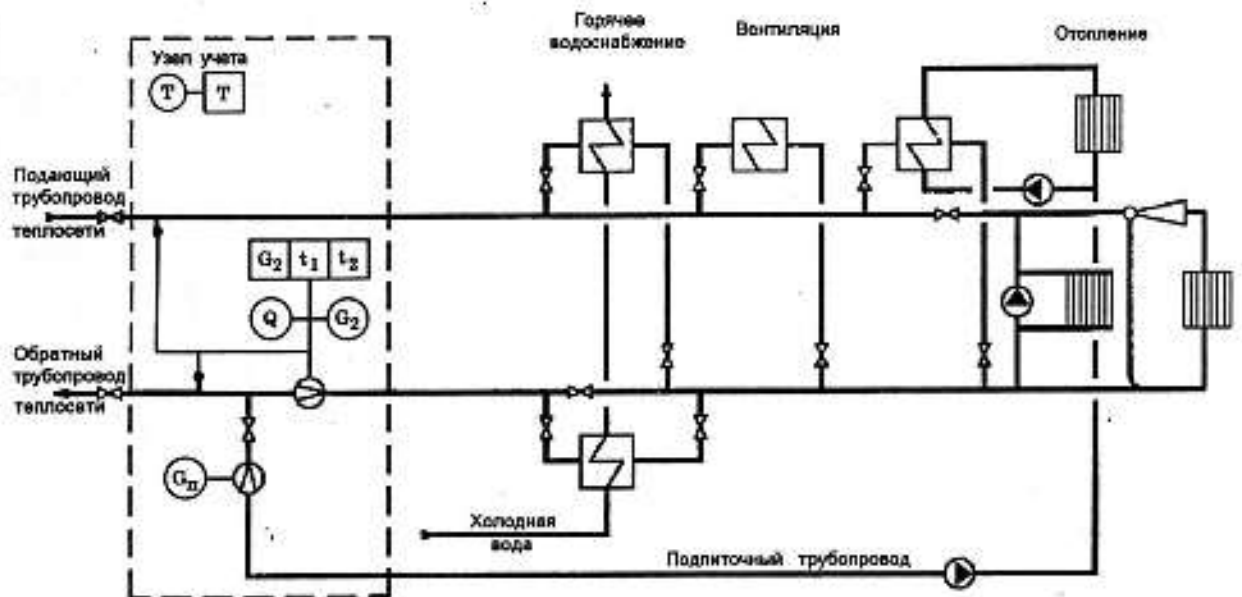 Горячее
водоснабжение
Вентиляция
Отопление
Узел учета
T T
Подающий
трубопровод
теплосети
G₂ t₁ t₂
Q G₂
Обратный
трубопровод
теплосети
Gп
Холодная
вода
Подпиточный трубопровод